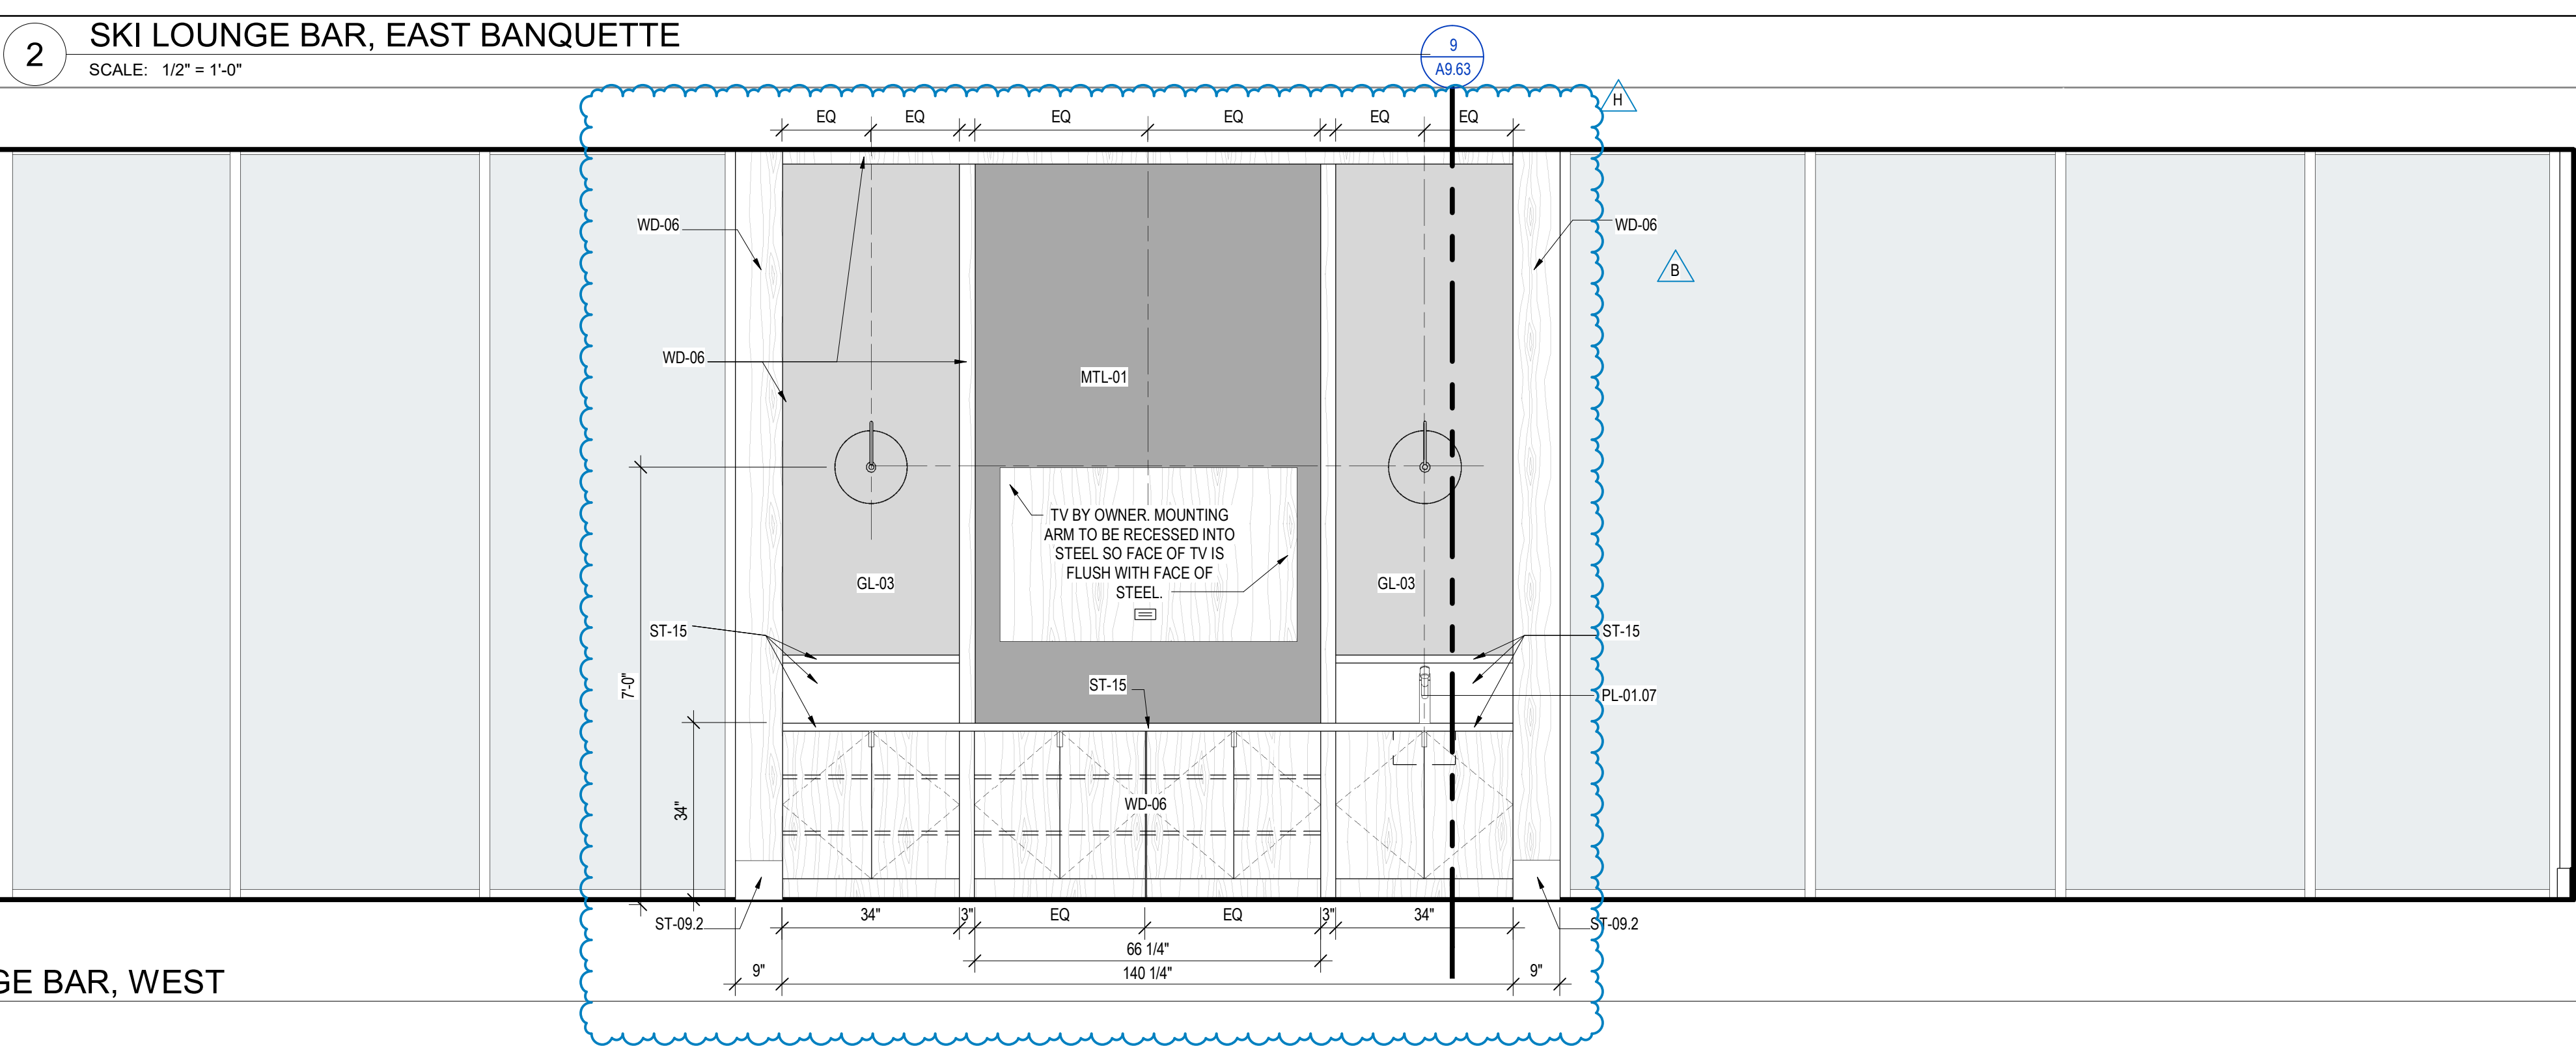 2
SKI LOUNGE BAR, EAST BANQUETTE
SCALE: 1/2" = 1'-0"
9
A9.63
H
EQ EQ EQ EQ EQ EQ
WD-06
WD-06
B
WD-06
MTL-01
TV BY OWNER. MOUNTING
ARM TO BE RECESSED INTO
STEEL SO FACE OF TV IS
FLUSH WITH FACE OF
STEEL.
GL-03
GL-03
ST-15
ST-15
7'-0"
ST-15
PL-01.07
34"
WD-06
ST-09.2
34" 3" EQ EQ 3" 34"
ST-09.2
66 1/4"
9" 140 1/4" 9"
GE BAR, WEST